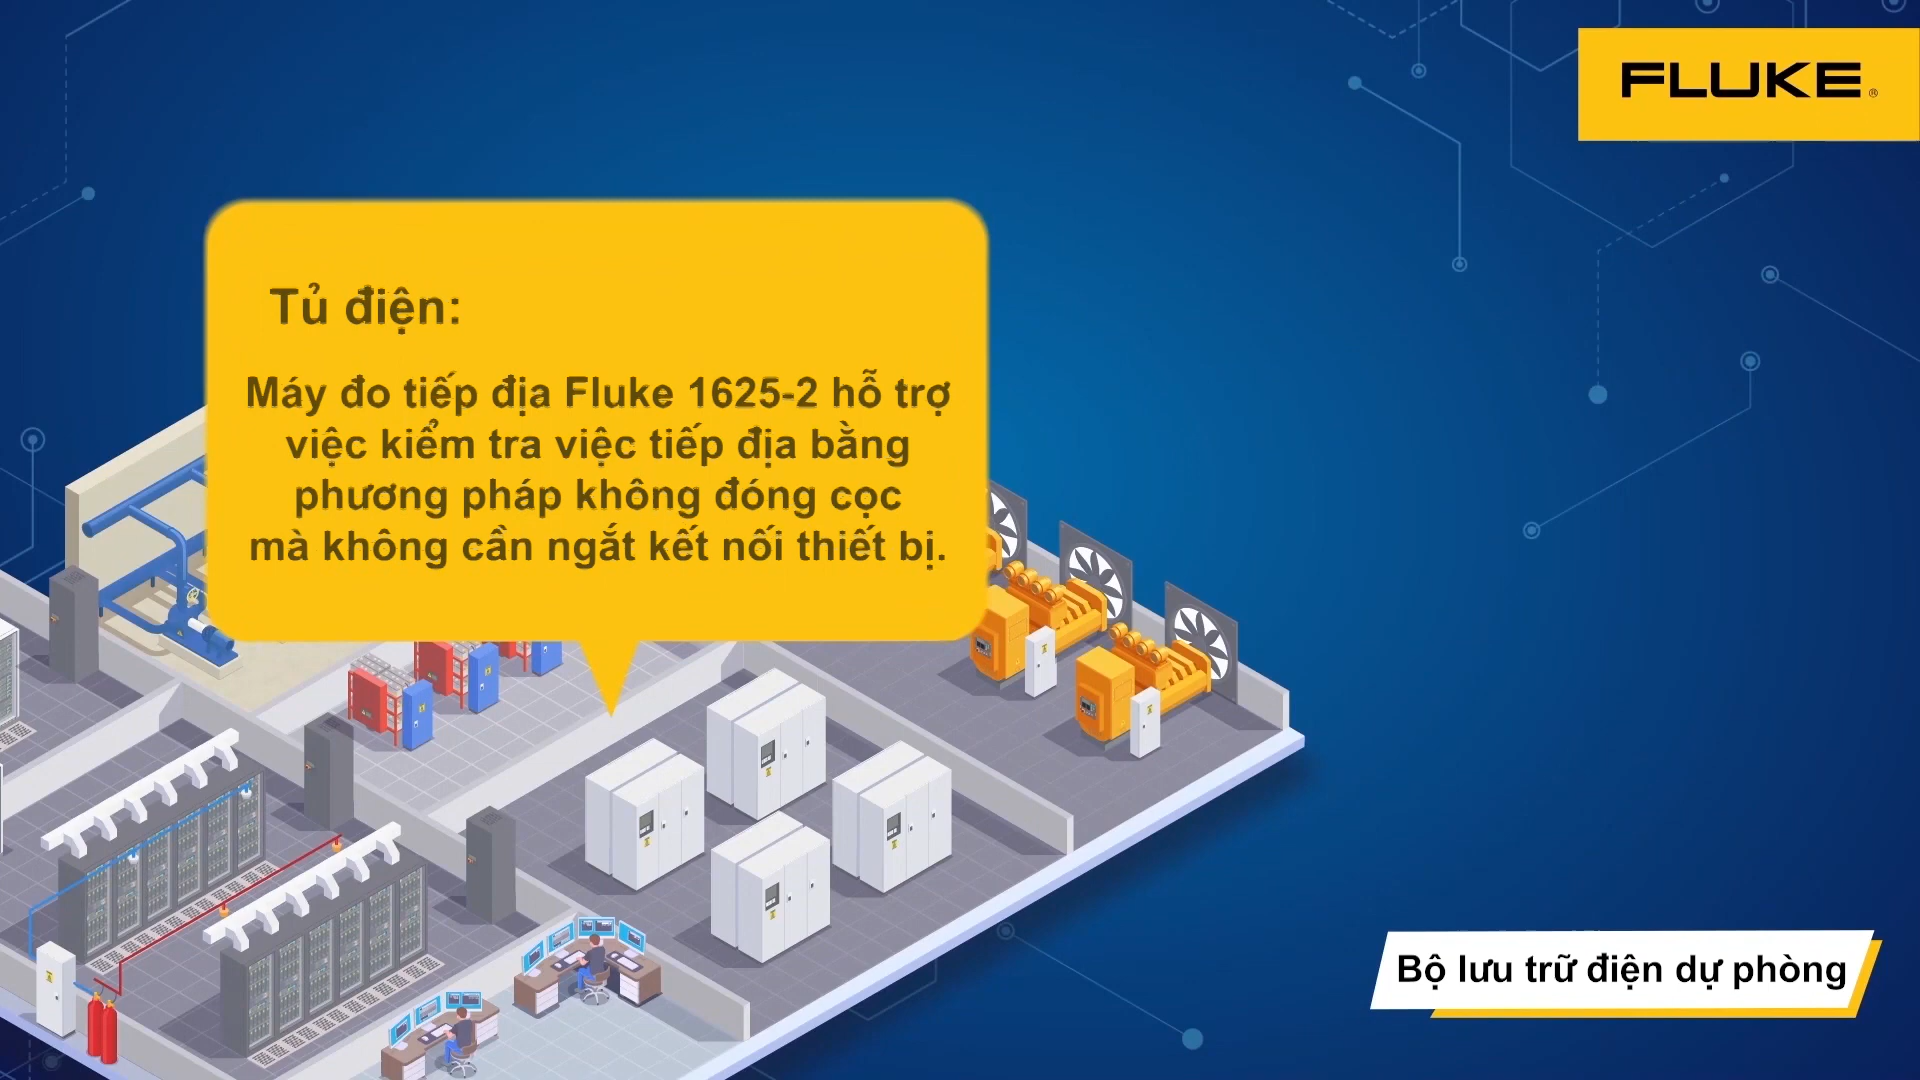 FLUKE®
Tủ điện:
Máy đo tiếp địa Fluke 1625-2 hỗ trợ
việc kiểm tra việc tiếp địa bằng
phương pháp không đóng cọc
mà không cần ngắt kết nối thiết bị.
Bộ lưu trữ điện dự phòng